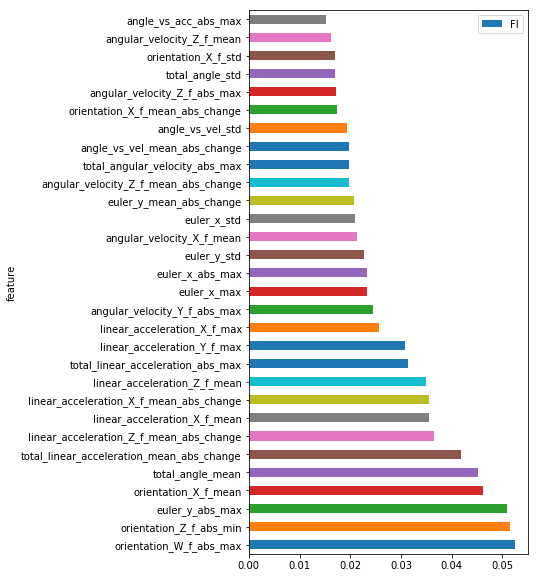 FI
angle_vs_acc_abs_max
angular_velocity_Z_f_mean
orientation_X_f_std
total_angle_std
angular_velocity_Z_f_abs_max
orientation_X_f_mean_abs_change
angle_vs_vel_std
angle_vs_vel_mean_abs_change
total_angular_velocity_abs_max
angular_velocity_Z_f_mean_abs_change
euler_y_mean_abs_change
euler_x_std
angular_velocity_X_f_mean
euler_y_std
euler_x_abs_max
euler_x_max
angular_velocity_Y_f_abs_max
linear_acceleration_X_f_max
linear_acceleration_Y_f_max
total_linear_acceleration_abs_max
linear_acceleration_Z_f_mean
linear_acceleration_X_f_mean_abs_change
linear_acceleration_X_f_mean
linear_acceleration_Z_f_mean_abs_change
total_linear_acceleration_mean_abs_change
total_angle_mean
orientation_X_f_mean
euler_y_abs_max
orientation_Z_f_abs_min
orientation_W_f_abs_max
feature
0.00 0.01 0.02 0.03 0.04 0.05